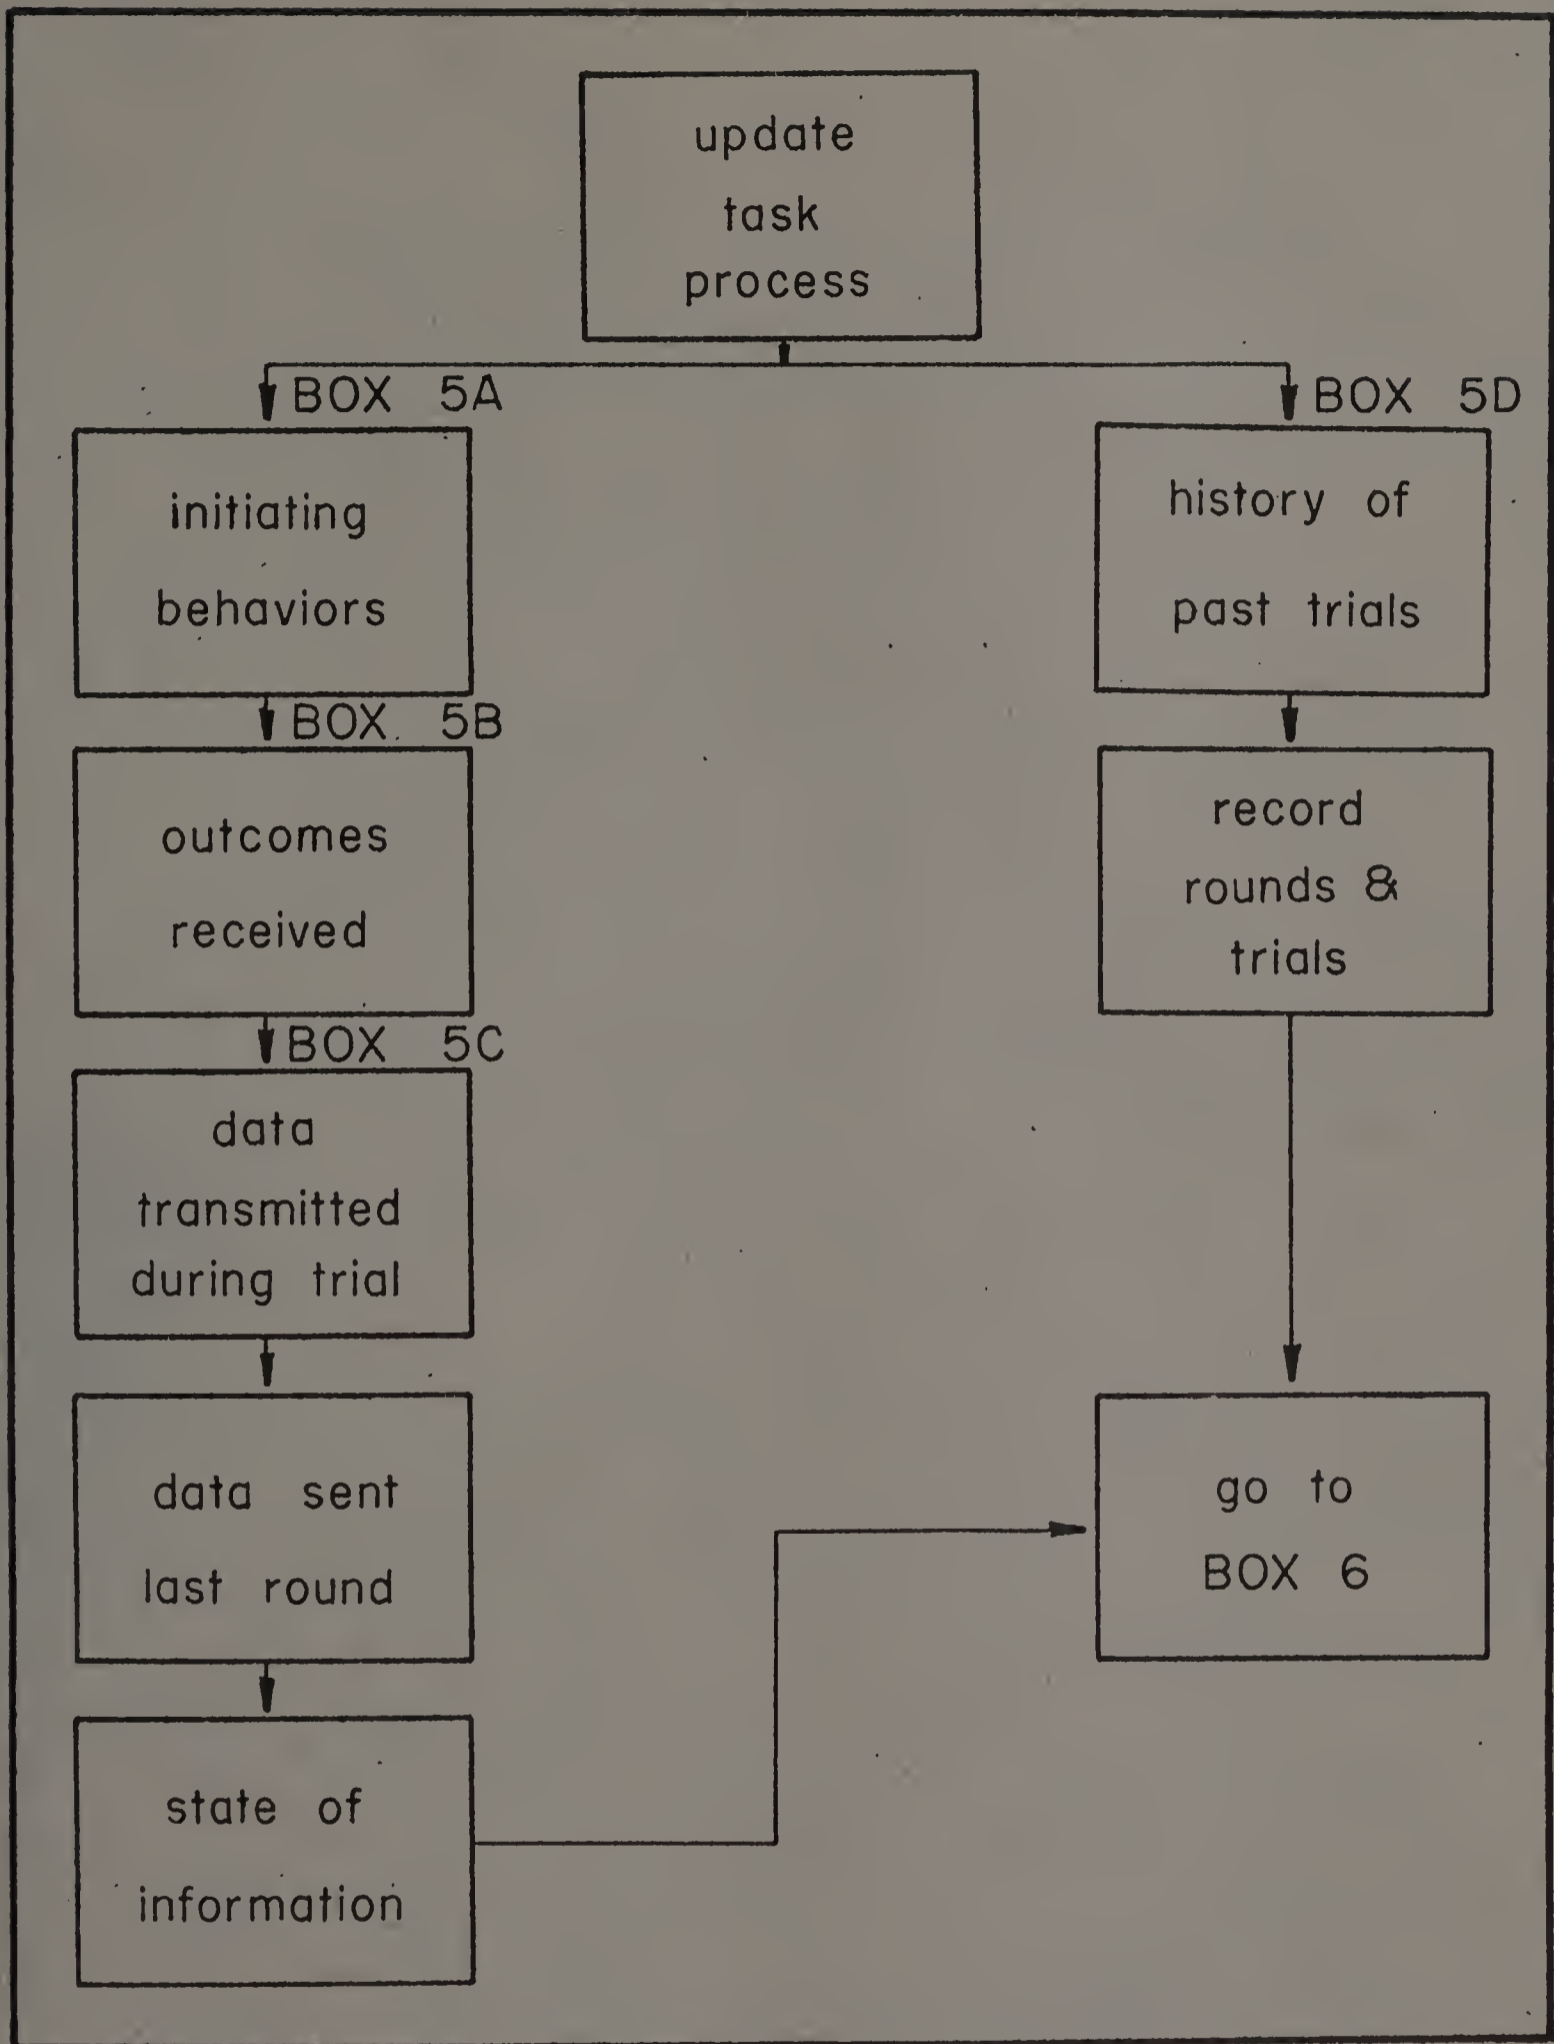 update
task
process
BOX 5A
initiating
behaviors
BOX 5B
outcomes
received
BOX 5C
data
transmitted
during trial
data sent
last round
state of
information
BOX 5D
history of
past trials
record
rounds &
trials
go to
BOX 6